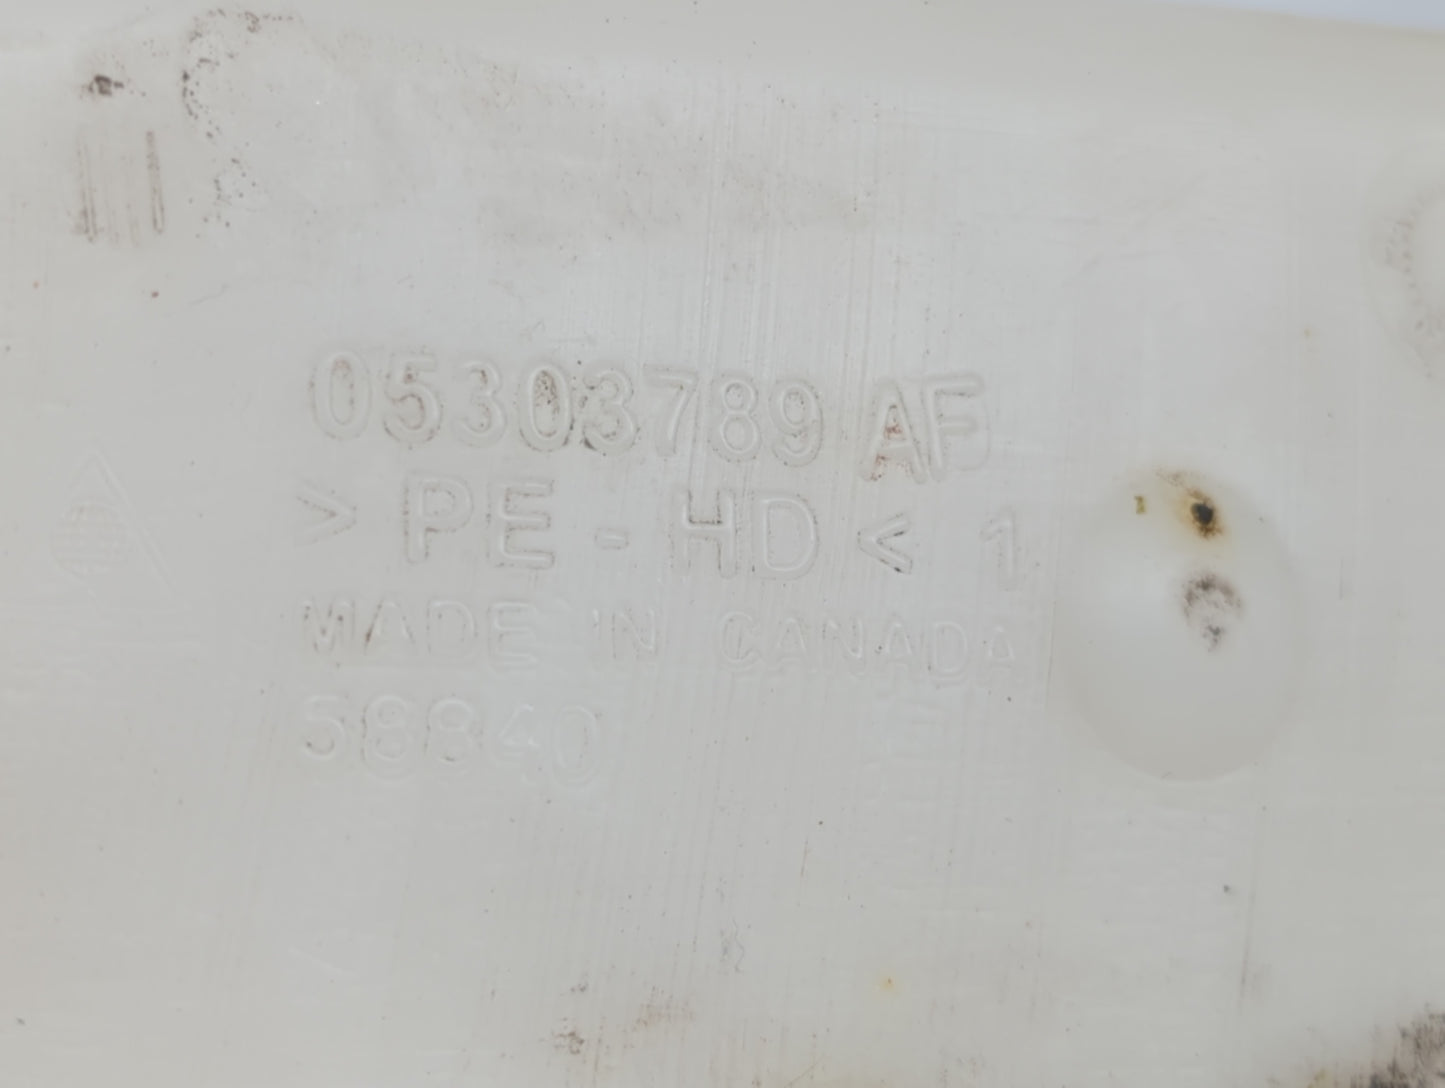 05303789 AF
> PE - HD < 1
MADE IN CANADA
58840